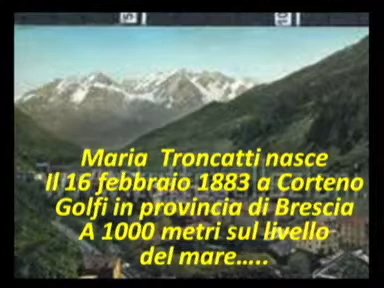 Maria Troncatti nasce
Il 16 febbraio 1883 a Corteno
Golfi in provincia di Brescia
A 1000 metri sul livello
del mare.....